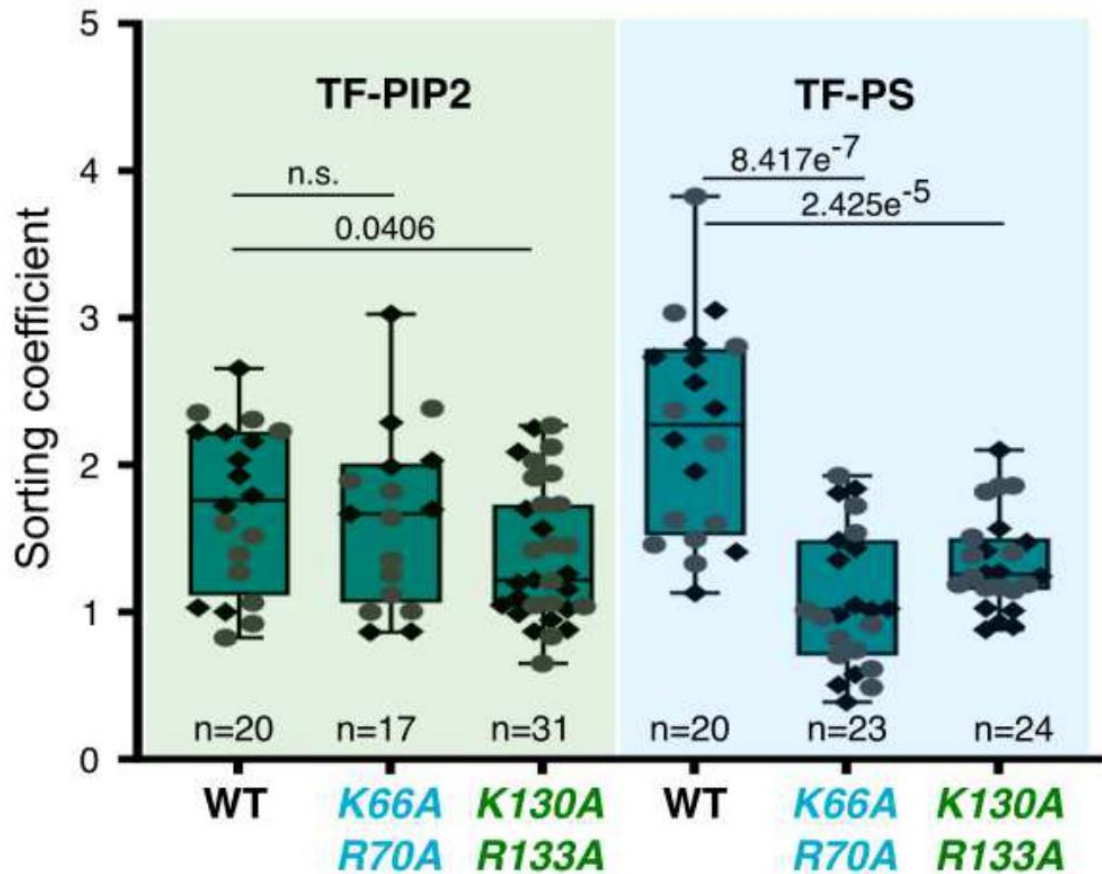 Sorting coefficient
5
4
3
2
1
0
TF-PIP2
TF-PS
n.s.
0.0406
8.417e-7
2.425e-5
n=20
n=17
n=31
n=20
n=23
n=24
WT
K66A
R70A
K130A
R133A
WT
K66A
R70A
K130A
R133A